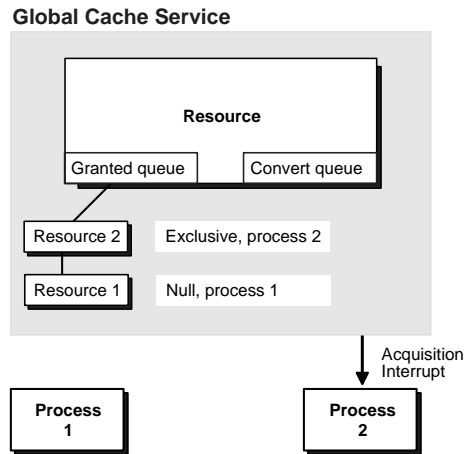 Global Cache Service
Resource
Granted queue
Convert queue
Resource 2
Exclusive, process 2
Resource 1
Null, process 1
Acquisition
Interrupt
Process
1
Process
2